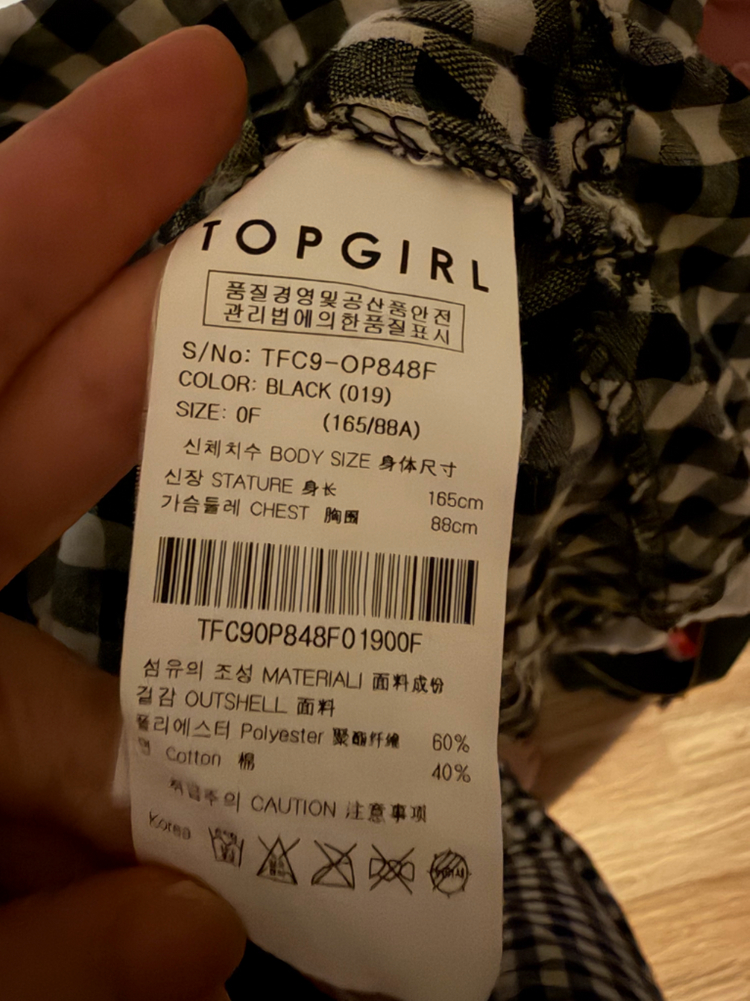 TOPGIRL
품질경영및공산품안전
관리법에의한품질표시
S/No: TFC9-OP848F
COLOR: BLACK (019)
SIZE: 0F (165/88A)
신체치수 BODY SIZE 身体尺寸
신장 STATURE 身长 165cm
가슴둘레 CHEST 胸围 88cm
TFC90P848F01900F
섬유의 조성 MATERIALI 面料成份
겉감 OUTSHELL 面料
폴리에스터 Polyester 聚酯纤维 60%
면 Cotton 棉 40%
취급주의 CAUTION 注意事项
Korea